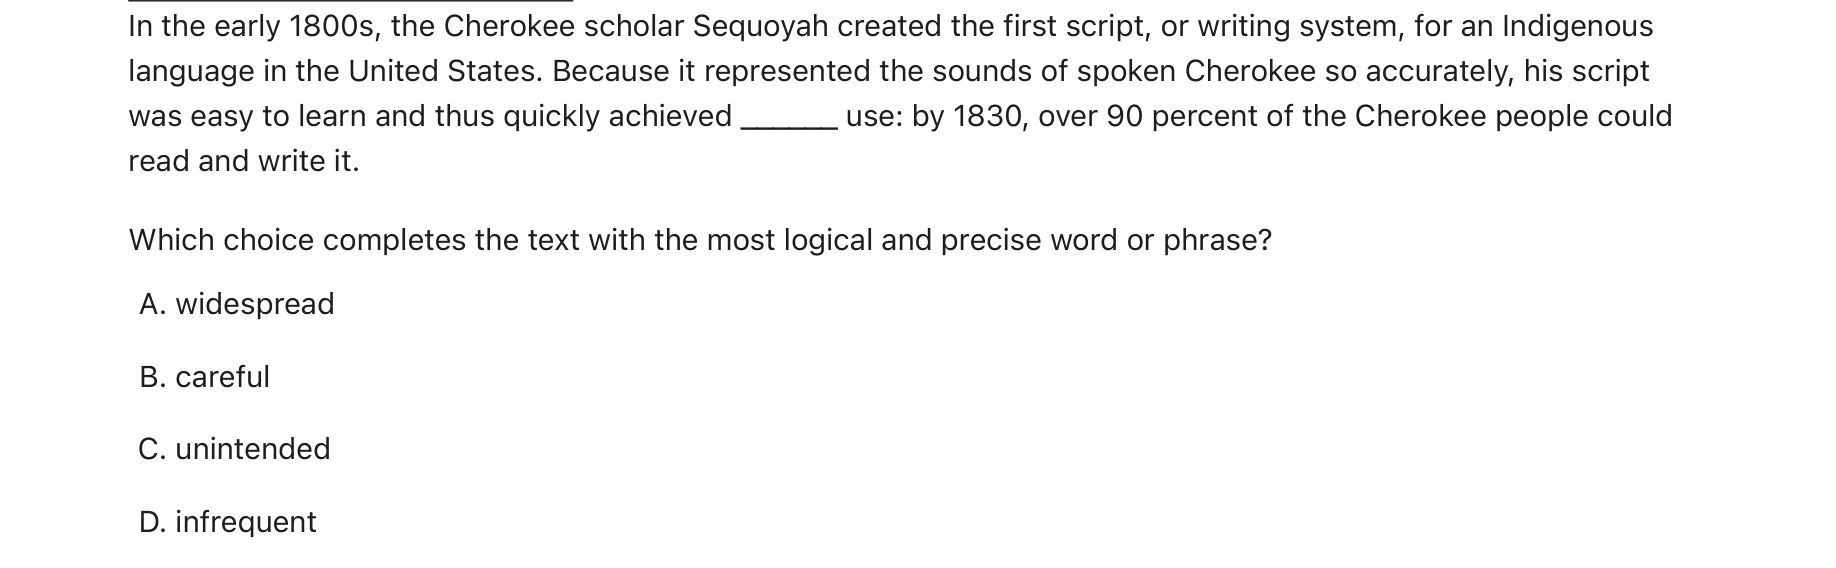 In the early 1800s, the Cherokee scholar Sequoyah created the first script, or writing system, for an Indigenous
language in the United States. Because it represented the sounds of spoken Cherokee so accurately, his script
was easy to learn and thus quickly achieved ______ use: by 1830, over 90 percent of the Cherokee people could
read and write it.
Which choice completes the text with the most logical and precise word or phrase?
A. widespread
B. careful
C. unintended
D. infrequent